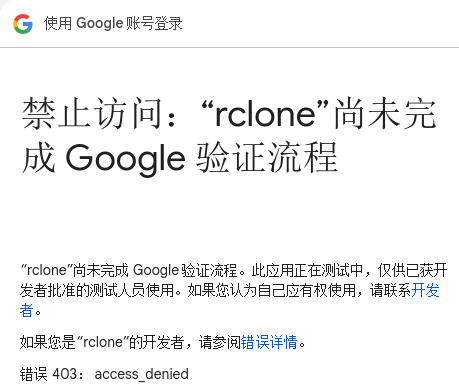 使用 Google 账号登录
禁止访问：“rclone”尚未完
成 Google 验证流程
“rclone”尚未完成 Google 验证流程。此应用正在测试中，仅供已获开
发者批准的测试人员使用。如果您认为自己应有权使用，请联系开发
者。
如果您是“rclone”的开发者，请参阅错误详情。
错误 403： access_denied